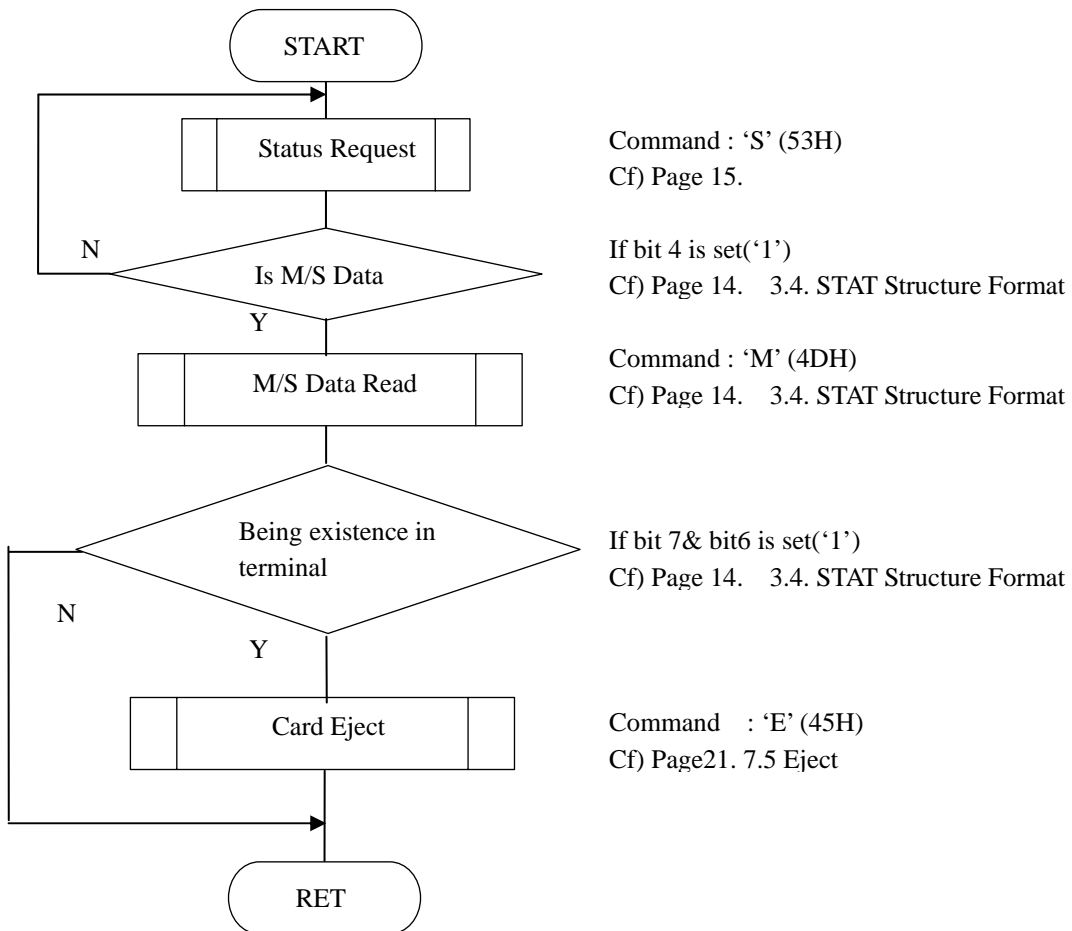 START
Status Request
Command : ‘S’ (53H)
Cf) Page 15.
N
Is M/S Data
If bit 4 is set(‘1’)
Cf) Page 14. 3.4. STAT Structure Format
Y
M/S Data Read
Command : ‘M’ (4DH)
Cf) Page 14. 3.4. STAT Structure Format
Being existence in
terminal
If bit 7& bit6 is set(‘1’)
Cf) Page 14. 3.4. STAT Structure Format
N
Y
Card Eject
Command : ‘E’ (45H)
Cf) Page21. 7.5 Eject
RET